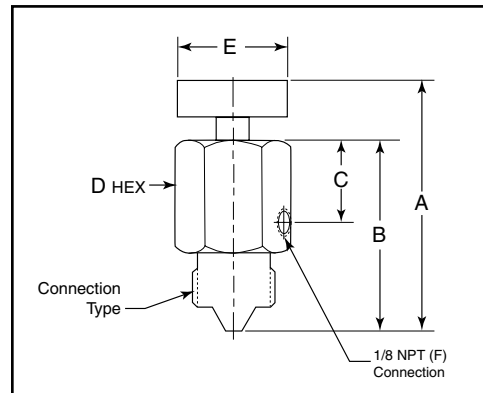 E
A
C
D HEX
B
Connection
Type
1/8 NPT (F)
Connection